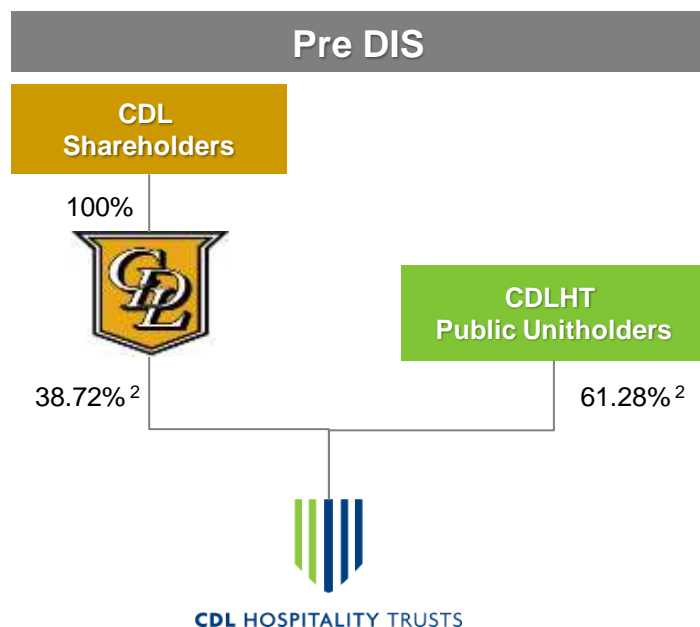 Pre DIS
CDL
Shareholders
100%
CDL
CDLHT
Public Unitholders
38.72% 2
61.28% 2
CDL HOSPITALITY TRUSTS